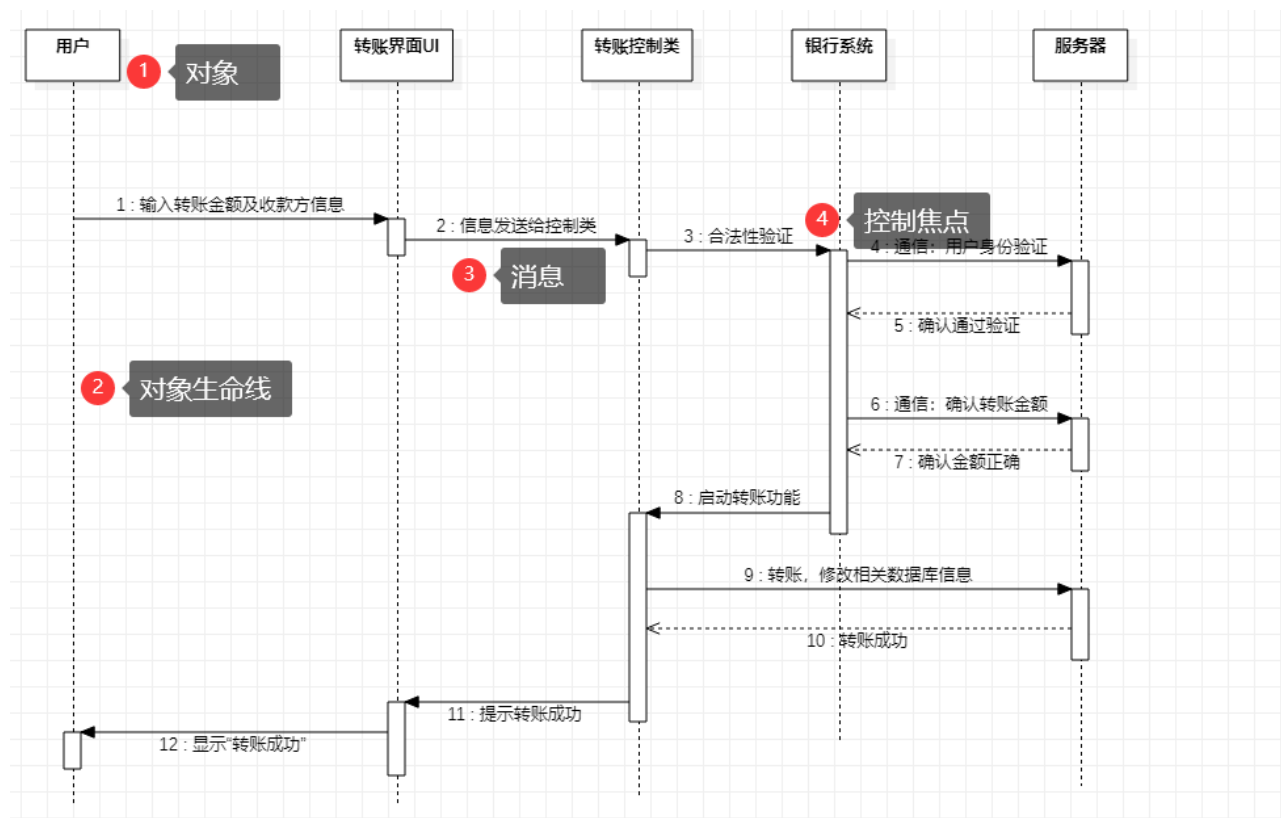 用户
转账界面UI
转账控制类
银行系统
服务器
1
对象
1 : 输入转账金额及收款方信息
2 : 信息发送给控制类
3 : 合法性验证
4
控制焦点
4 : 通信：用户身份验证
3
消息
5 : 确认通过验证
2
对象生命线
6 : 通信：确认转账金额
7 : 确认金额正确
8 : 启动转账功能
9 : 转账，修改相关数据库信息
10 : 转账成功
11 : 提示转账成功
12 : 显示“转账成功”